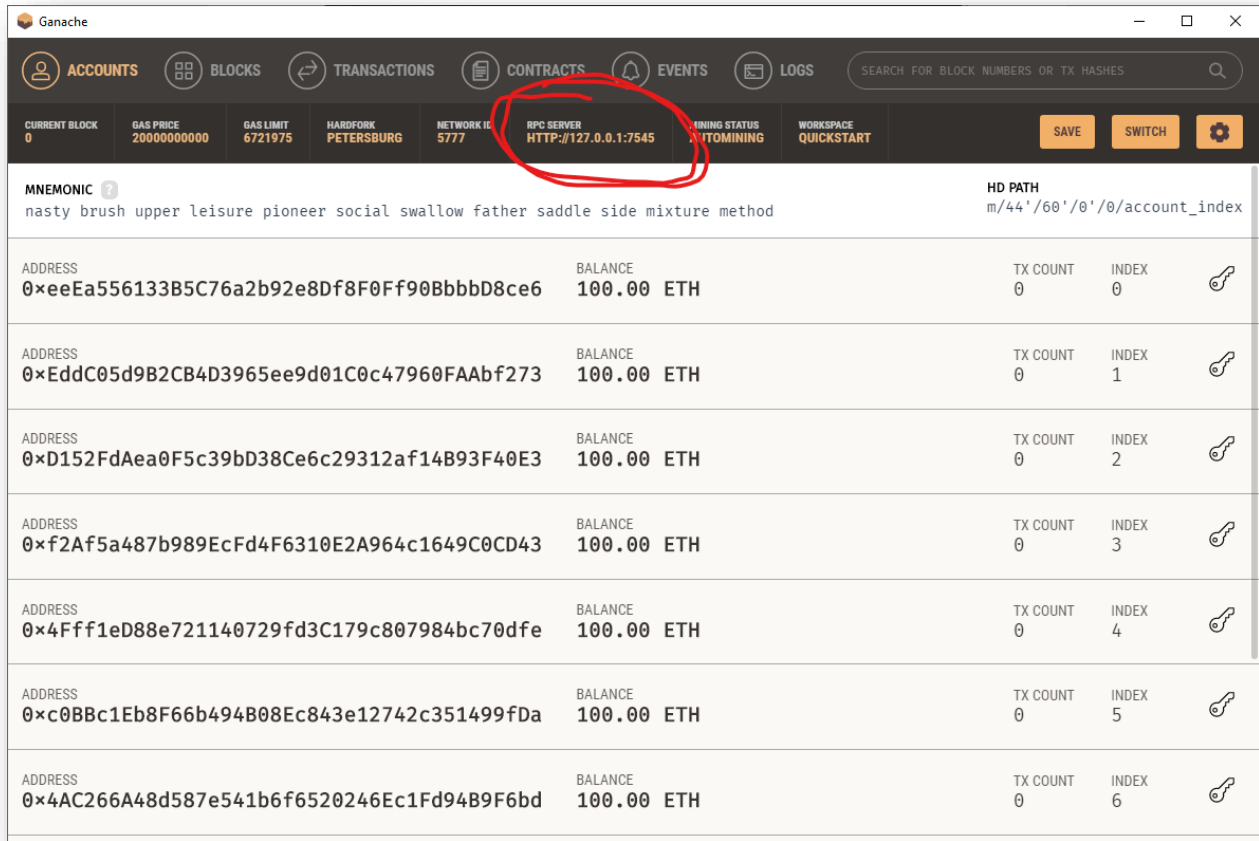 Ganache
ACCOUNTS BLOCKS TRANSACTIONS CONTRACTS EVENTS LOGS SEARCH FOR BLOCK NUMBERS OR TX HASHES
CURRENT BLOCK GAS PRICE GAS LIMIT HARDFORK NETWORK ID RPC SERVER MINING STATUS WORKSPACE
0 20000000000 6721975 PETERSBURG 5777 HTTP://127.0.0.1:7545 AUTOMINING QUICKSTART
SAVE SWITCH
MNEMONIC ? HD PATH
nasty brush upper leisure pioneer social swallow father saddle side mixture method m/44'/60'/0'/0/account_index
ADDRESS BALANCE TX COUNT INDEX
0×eeEa556133B5C76a2b92e8Df8F0Ff90BbbbD8ce6 100.00 ETH 0 0
ADDRESS BALANCE TX COUNT INDEX
0×EddC05d9B2CB4D3965ee9d01C0c47960FAAbf273 100.00 ETH 0 1
ADDRESS BALANCE TX COUNT INDEX
0×D152FdAea0F5c39bD38Ce6c29312af14B93F40E3 100.00 ETH 0 2
ADDRESS BALANCE TX COUNT INDEX
0×f2Af5a487b989EcFd4F6310E2A964c1649C0CD43 100.00 ETH 0 3
ADDRESS BALANCE TX COUNT INDEX
0×4Fff1eD88e721140729fd3C179c807984bc70dfe 100.00 ETH 0 4
ADDRESS BALANCE TX COUNT INDEX
0×c0BBc1Eb8F66b494B08Ec843e12742c351499fDa 100.00 ETH 0 5
ADDRESS BALANCE TX COUNT INDEX
0×4AC266A48d587e541b6f6520246Ec1Fd94B9F6bd 100.00 ETH 0 6